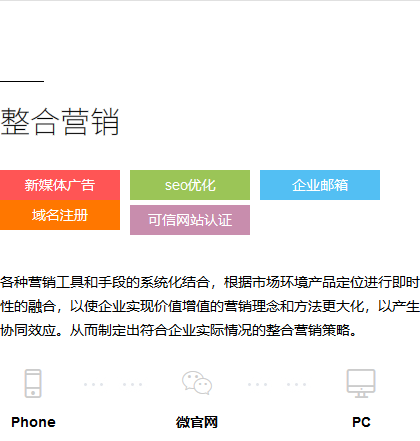 整合营销
新媒体广告 seo优化 企业邮箱
域名注册 可信网站认证
各种营销工具和手段的系统化结合，根据市场环境产品定位进行即时
性的融合，以使企业实现价值增值的营销理念和方法更大化，以产生
协同效应。从而制定出符合企业实际情况的整合营销策略。
Phone 微官网 PC